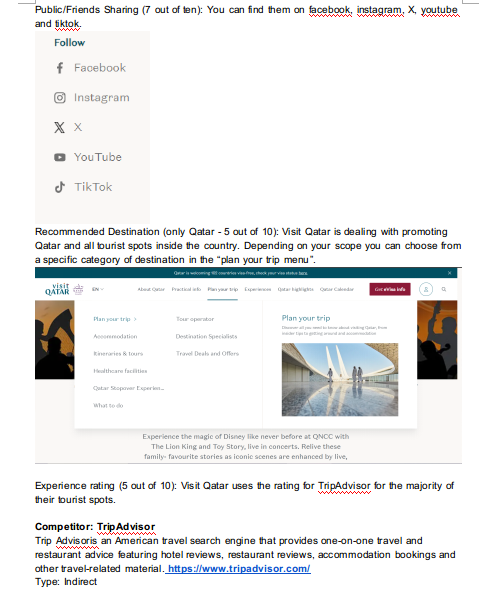 Public/Friends Sharing (7 out of ten): You can find them on facebook, instagram, X, youtube
and tiktok.
Follow
Facebook
Instagram
X
YouTube
TikTok
Recommended Destination (only Qatar - 5 out of 10): Visit Qatar is dealing with promoting
Qatar and all tourist spots inside the country. Depending on your scope you can choose from
a specific category of destination in the “plan your trip menu”.
Qatar is welcoming 105 countries visa-free, check your visa status here.
visit QATAR EN About Qatar Practical info Plan your trip Experiences Qatar highlights Qatar Calendar Get eVisa info
Plan your trip Tour operator Plan your trip
Discover all you need to know about visiting Qatar, from
insider tips to getting around and accommodation
Accommodation Destination Specialists
Itineraries & tours Travel Deals and Offers
Healthcare facilities
Qatar Stopover Experien...
What to do
Experience the magic of Disney like never before at QNCC with
The Lion King and Toy Story, live in concerts. Relive these
family- favourite stories as iconic scenes are enhanced by live,
Experience rating (5 out of 10): Visit Qatar uses the rating for TripAdvisor for the majority of
their tourist spots.
Competitor: TripAdvisor
Trip Advisoris an American travel search engine that provides one-on-one travel and
restaurant advice featuring hotel reviews, restaurant reviews, accommodation bookings and
other travel-related material. https://www.tripadvisor.com/
Type: Indirect